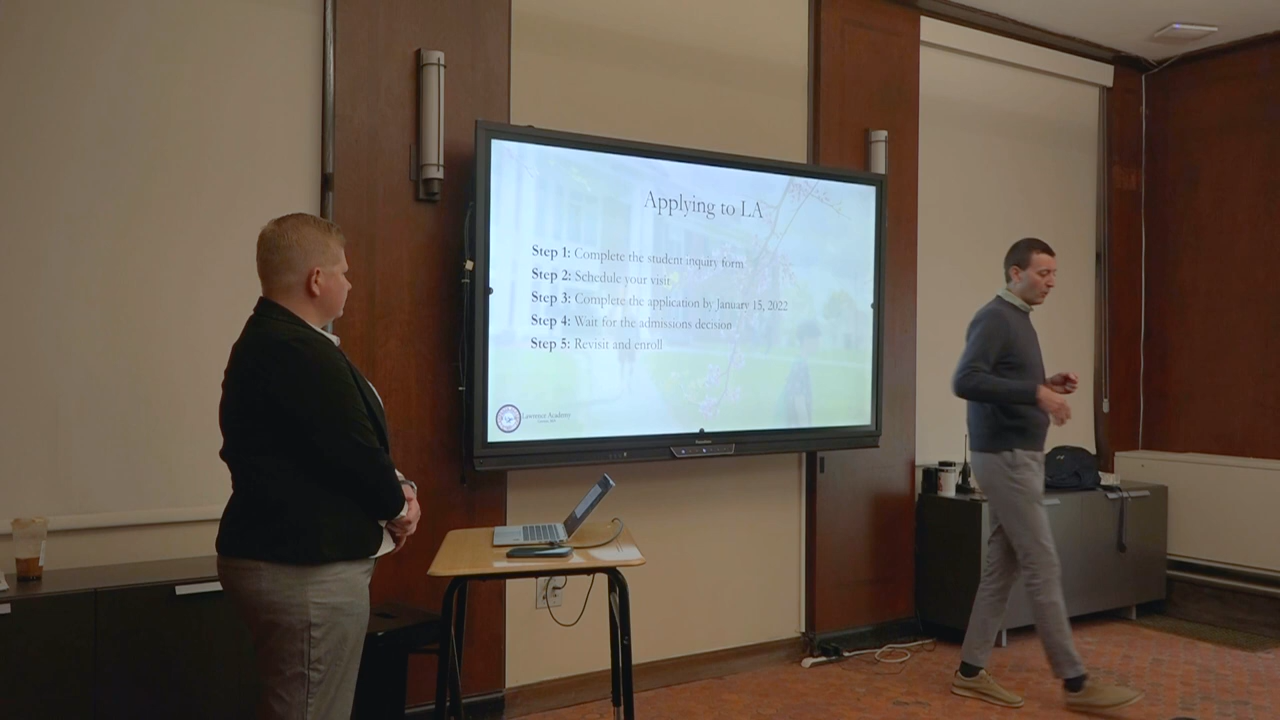 Applying to LA
Step 1: Complete the student inquiry form
Step 2: Schedule your visit
Step 3: Complete the application by January 15, 2022
Step 4: Wait for the admissions decision
Step 5: Revisit and enroll
Lawrence Academy